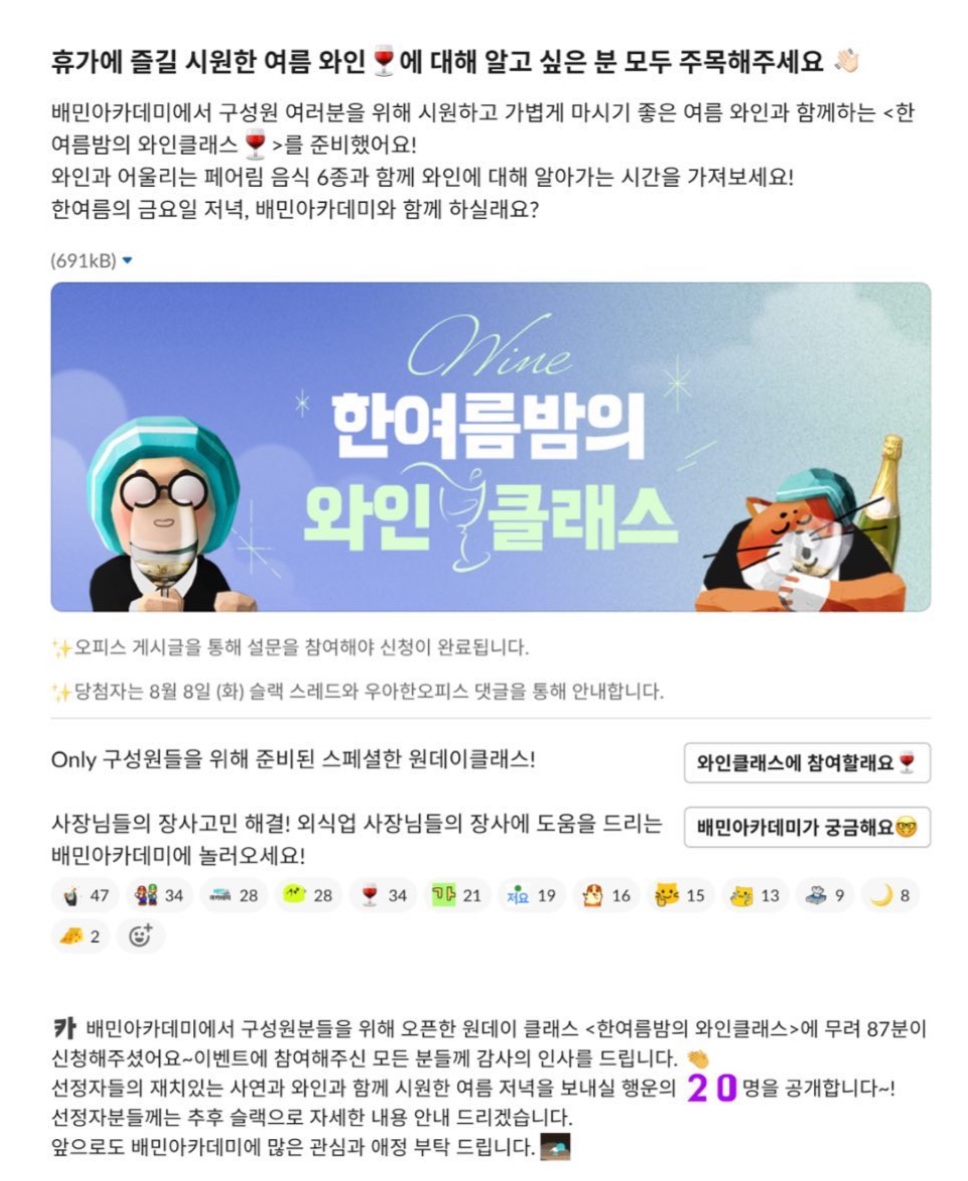 휴가에 즐길 시원한 여름 와인🍷에 대해 알고 싶은 분 모두 주목해주세요 👏🏻
배민아카데미에서 구성원 여러분을 위해 시원하고 가볍게 마시기 좋은 여름 와인과 함께하는 <한
여름밤의 와인클래스🍷>를 준비했어요!
와인과 어울리는 페어림 음식 6종과 함께 와인에 대해 알아가는 시간을 가져보세요!
한여름의 금요일 저녁, 배민아카데미와 함께 하실래요?
(691kB)
Wine
한여름밤의
와인 클래스
✨오피스 게시글을 통해 설문을 참여해야 신청이 완료됩니다.
✨당첨자는 8월 8일 (화) 슬랙 스레드와 우아한오피스 댓글을 통해 안내합니다.
Only 구성원들을 위해 준비된 스페셜한 원데이클래스!
와인클래스에 참여할래요🍷
사장님들의 장사고민 해결! 외식업 사장님들의 장사에 도움을 드리는
배민아카데미에 놀러오세요!
배민아카데미가 궁금해요🤓
47 34 28 28 34 21 저요 19 16 15 13 9 8
2
카 배민아카데미에서 구성원분들을 위해 오픈한 원데이 클래스 <한여름밤의 와인클래스>에 무려 87분이
신청해주셨어요~이벤트에 참여해주신 모든 분들께 감사의 인사를 드립니다. 👏
선정자들의 재치있는 사연과 와인과 함께 시원한 여름 저녁을 보내실 행운의 20명을 공개합니다~!
선정자분들께는 추후 슬랙으로 자세한 내용 안내 드리겠습니다.
앞으로도 배민아카데미에 많은 관심과 애정 부탁 드립니다.